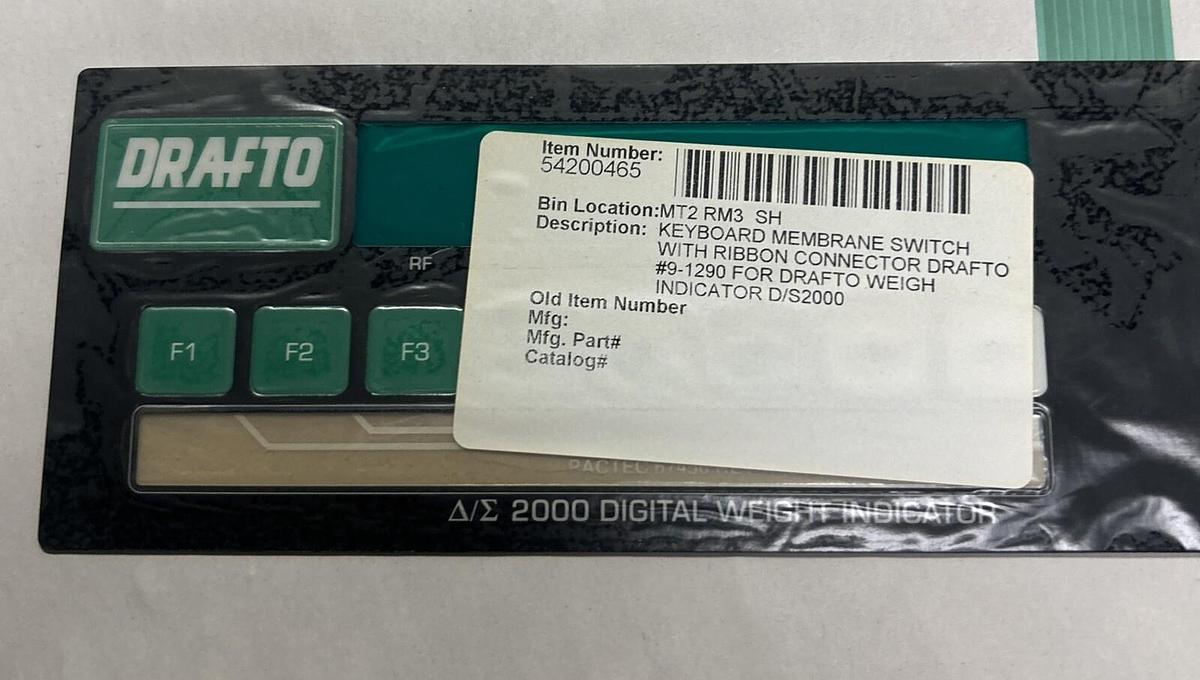 DRAFTO
Item Number:
54200465
Bin Location:MT2 RM3 SH
Description: KEYBOARD MEMBRANE SWITCH
WITH RIBBON CONNECTOR DRAFTO
#9-1290 FOR DRAFTO WEIGH
INDICATOR D/S2000
Old Item Number
Mfg:
Mfg. Part#
Catalog#
RF
F1 F2 F3
Δ/Σ 2000 DIGITAL WEIGHT INDICATOR